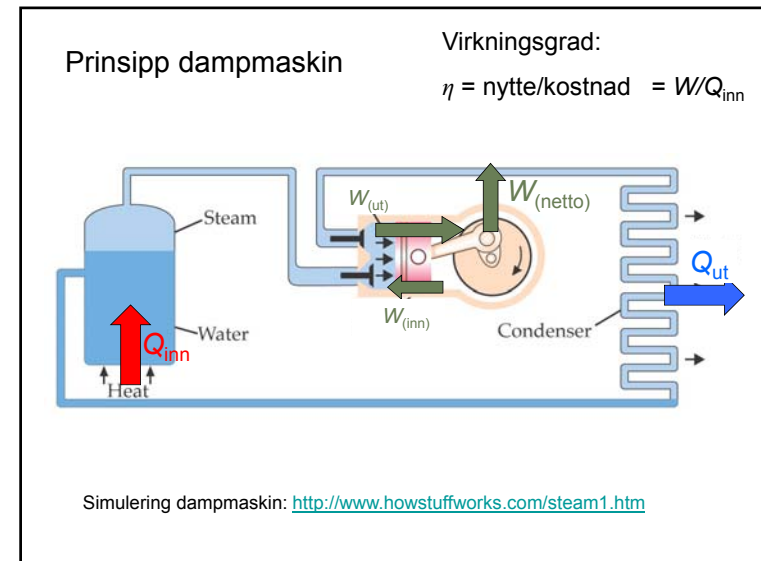 Prinsipp dampmaskin
Virkningsgrad:
η = nytte/kostnad = W/Qinn
Steam
W(ut)
W(netto)
Qut
W(inn)
Condenser
Water
Qinn
Heat
Simulering dampmaskin: http://www.howstuffworks.com/steam1.htm